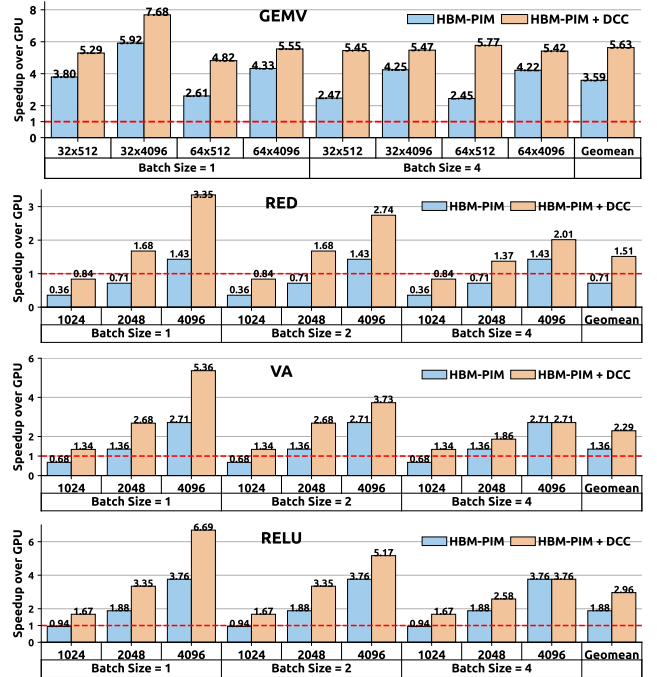 GEMV
HBM-PIM
HBM-PIM + DCC
Speedup over GPU
8
6
4
2
1
0
3.80 5.29 5.92 7.68 2.61 4.82 4.33 5.55 2.47 5.45 4.25 5.47 2.45 5.77 4.22 5.42 3.59 5.63
32x512 32x4096 64x512 64x4096 32x512 32x4096 64x512 64x4096 Geomean
Batch Size = 1 Batch Size = 4
RED
HBM-PIM
HBM-PIM + DCC
Speedup over GPU
3
2
1
0
0.36 0.84 0.71 1.68 1.43 3.35 0.36 0.84 0.71 1.68 1.43 2.74 0.36 0.84 0.71 1.37 1.43 2.01 0.71 1.51
1024 2048 4096 1024 2048 4096 1024 2048 4096 Geomean
Batch Size = 1 Batch Size = 2 Batch Size = 4
VA
HBM-PIM
HBM-PIM + DCC
Speedup over GPU
6
4
2
1
0
0.68 1.34 1.36 2.68 2.71 5.36 0.68 1.34 1.36 2.68 2.71 3.73 0.68 1.34 1.36 1.86 2.71 2.71 1.36 2.29
1024 2048 4096 1024 2048 4096 1024 2048 4096 Geomean
Batch Size = 1 Batch Size = 2 Batch Size = 4
RELU
HBM-PIM
HBM-PIM + DCC
Speedup over GPU
6
4
2
1
0
0.94 1.67 1.88 3.35 3.76 6.69 0.94 1.67 1.88 3.35 3.76 5.17 0.94 1.67 1.88 2.58 3.76 3.76 1.88 2.96
1024 2048 4096 1024 2048 4096 1024 2048 4096 Geomean
Batch Size = 1 Batch Size = 2 Batch Size = 4